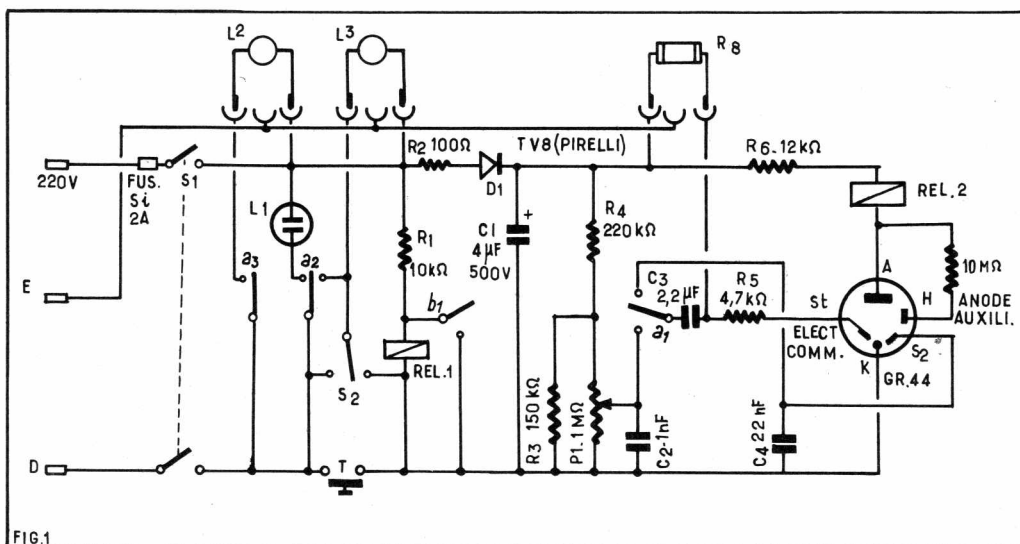 L2
L3
R8
R2 100Ω
TV8 (PIRELLI)
D1
R6_12kΩ
220V
FUS.
Si
2A
S1
REL.2
L1
R1
10kΩ
C1
4µF
500V
+
R4
220kΩ
10MΩ
E
a3
a2
b1
C3
2,2µF
R5
4,7kΩ
A
H
ANODE
AUXILI.
St
ELECT
COMM.
a1
S2
K
GR.44
REL.1
S2
R3 150kΩ
P1.1MΩ
C2-1nF
C4 22nF
D
T
FIG.1